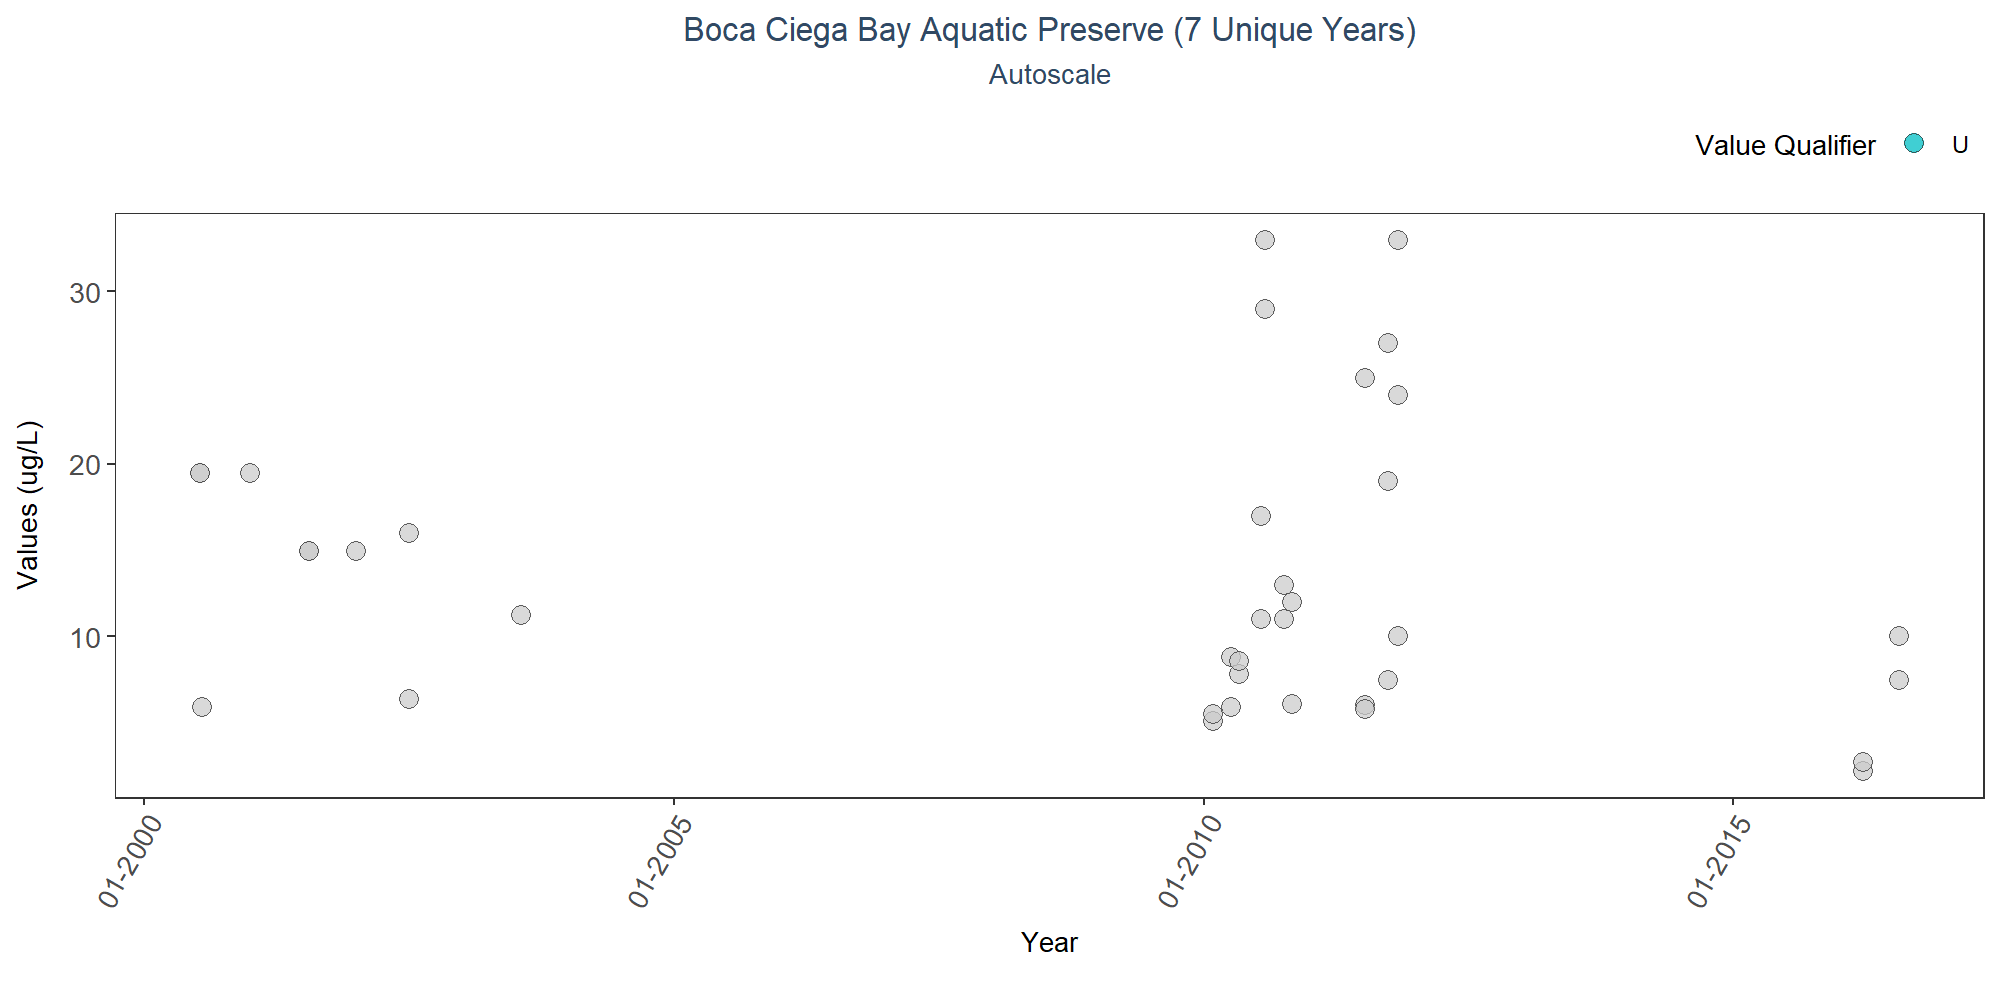 Boca Ciega Bay Aquatic Preserve (7 Unique Years)
Autoscale
Value Qualifier U
Values (ug/L)
30
20
10
01-2000 01-2005 01-2010 01-2015
Year